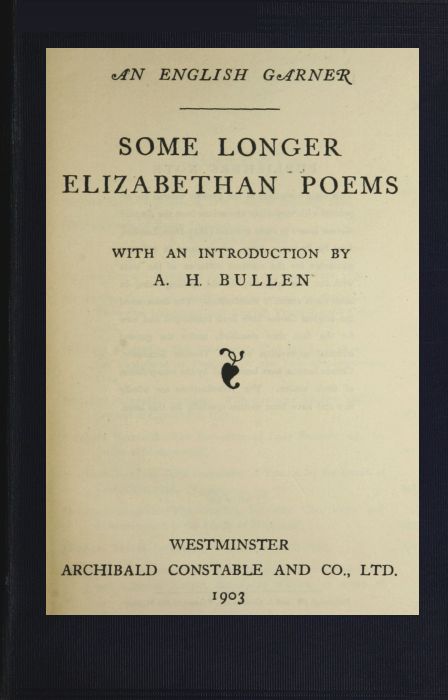 AN ENGLISH GARNER
SOME LONGER
ELIZABETHAN POEMS
WITH AN INTRODUCTION BY
A. H. BULLEN
WESTMINSTER
ARCHIBALD CONSTABLE AND CO., LTD.
1903